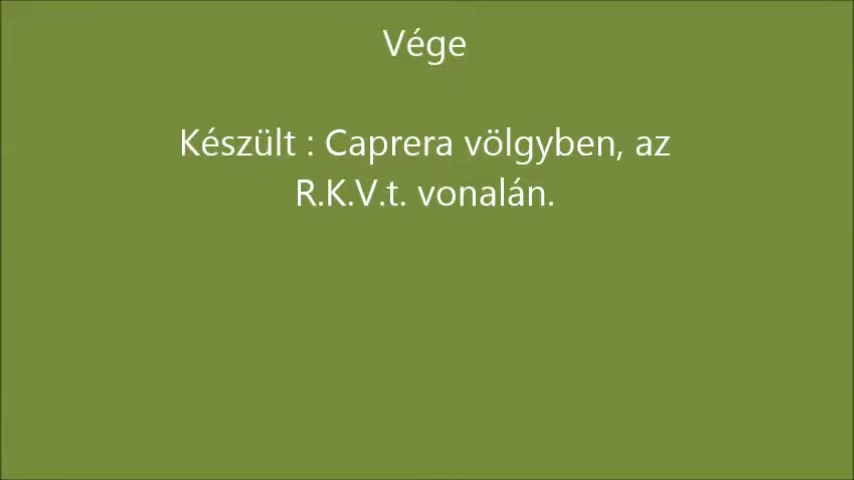 Vége
Készült : Caprera völgyben, az
R.K.V.t. vonalán.